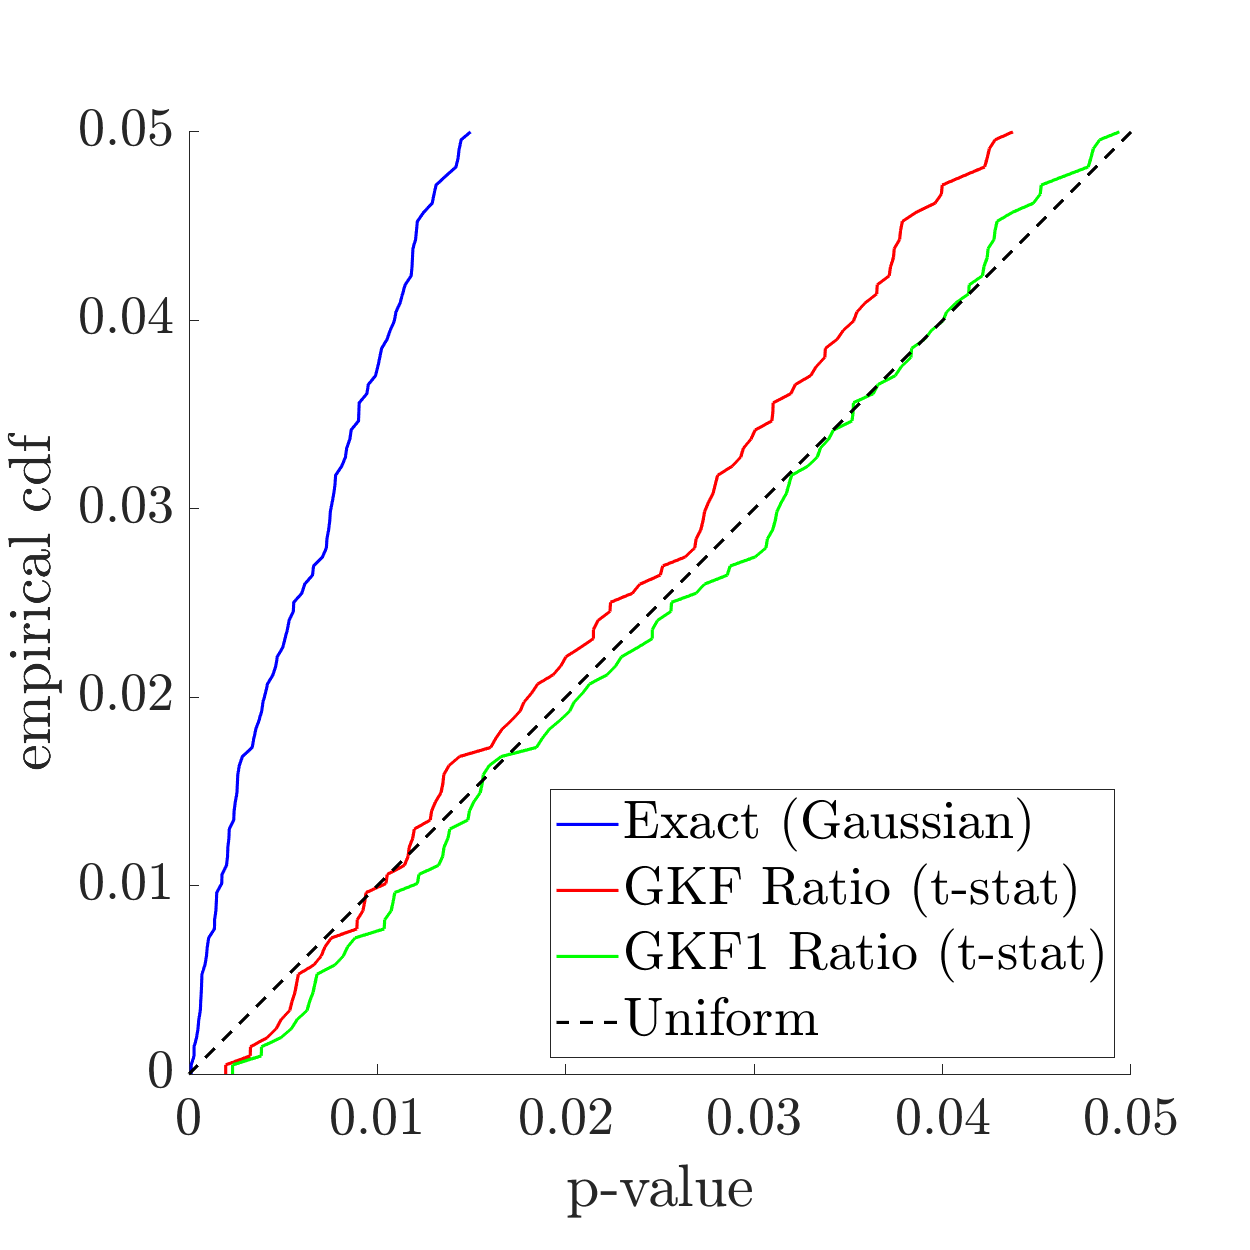 0.05
0.04
0.03
0.02
0.01
0
empirical cdf
Exact (Gaussian)
GKF Ratio (t-stat)
GKF1 Ratio (t-stat)
Uniform
0 0.01 0.02 0.03 0.04 0.05
p-value